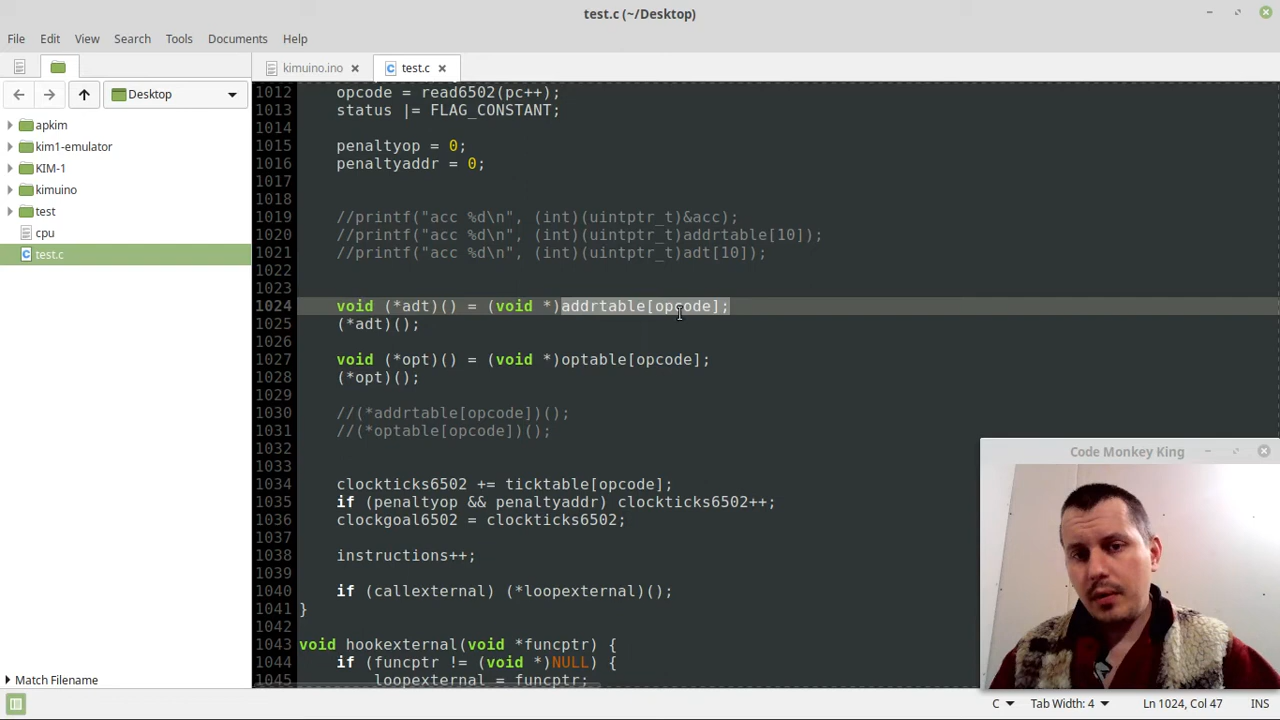 test.c (~/Desktop)
File Edit View Search Tools Documents Help
kimuino.ino
test.c
Desktop
apkim
kim1-emulator
KIM-1
kimuino
test
cpu
test.c
Match Filename
1012 opcode = read6502(pc++);
1013 status |= FLAG_CONSTANT;
1014
1015 penaltyop = 0;
1016 penaltyaddr = 0;
1017
1018
1019 //printf("acc %d\n", (int)(uintptr_t)&acc);
1020 //printf("acc %d\n", (int)(uintptr_t)addrtable[10]);
1021 //printf("acc %d\n", (int)(uintptr_t)adt[10]);
1022
1023
1024 void (*adt)() = (void *)addrtable[opcode];
1025 (*adt)();
1026
1027 void (*opt)() = (void *)optable[opcode];
1028 (*opt)();
1029
1030 //(*addrtable[opcode])();
1031 //(*optable[opcode])();
1032
1033
1034 clockticks6502 += ticktable[opcode];
1035 if (penaltyop && penaltyaddr) clockticks6502++;
1036 clockgoal6502 = clockticks6502;
1037
1038 instructions++;
1039
1040 if (callexternal) (*loopexternal)();
1041 }
1042
1043 void hookexternal(void *funcptr) {
1044 if (funcptr != (void *)NULL) {
1045 loopexternal = funcptr;
Code Monkey King
C Tab Width: 4 Ln 1024, Col 47 INS